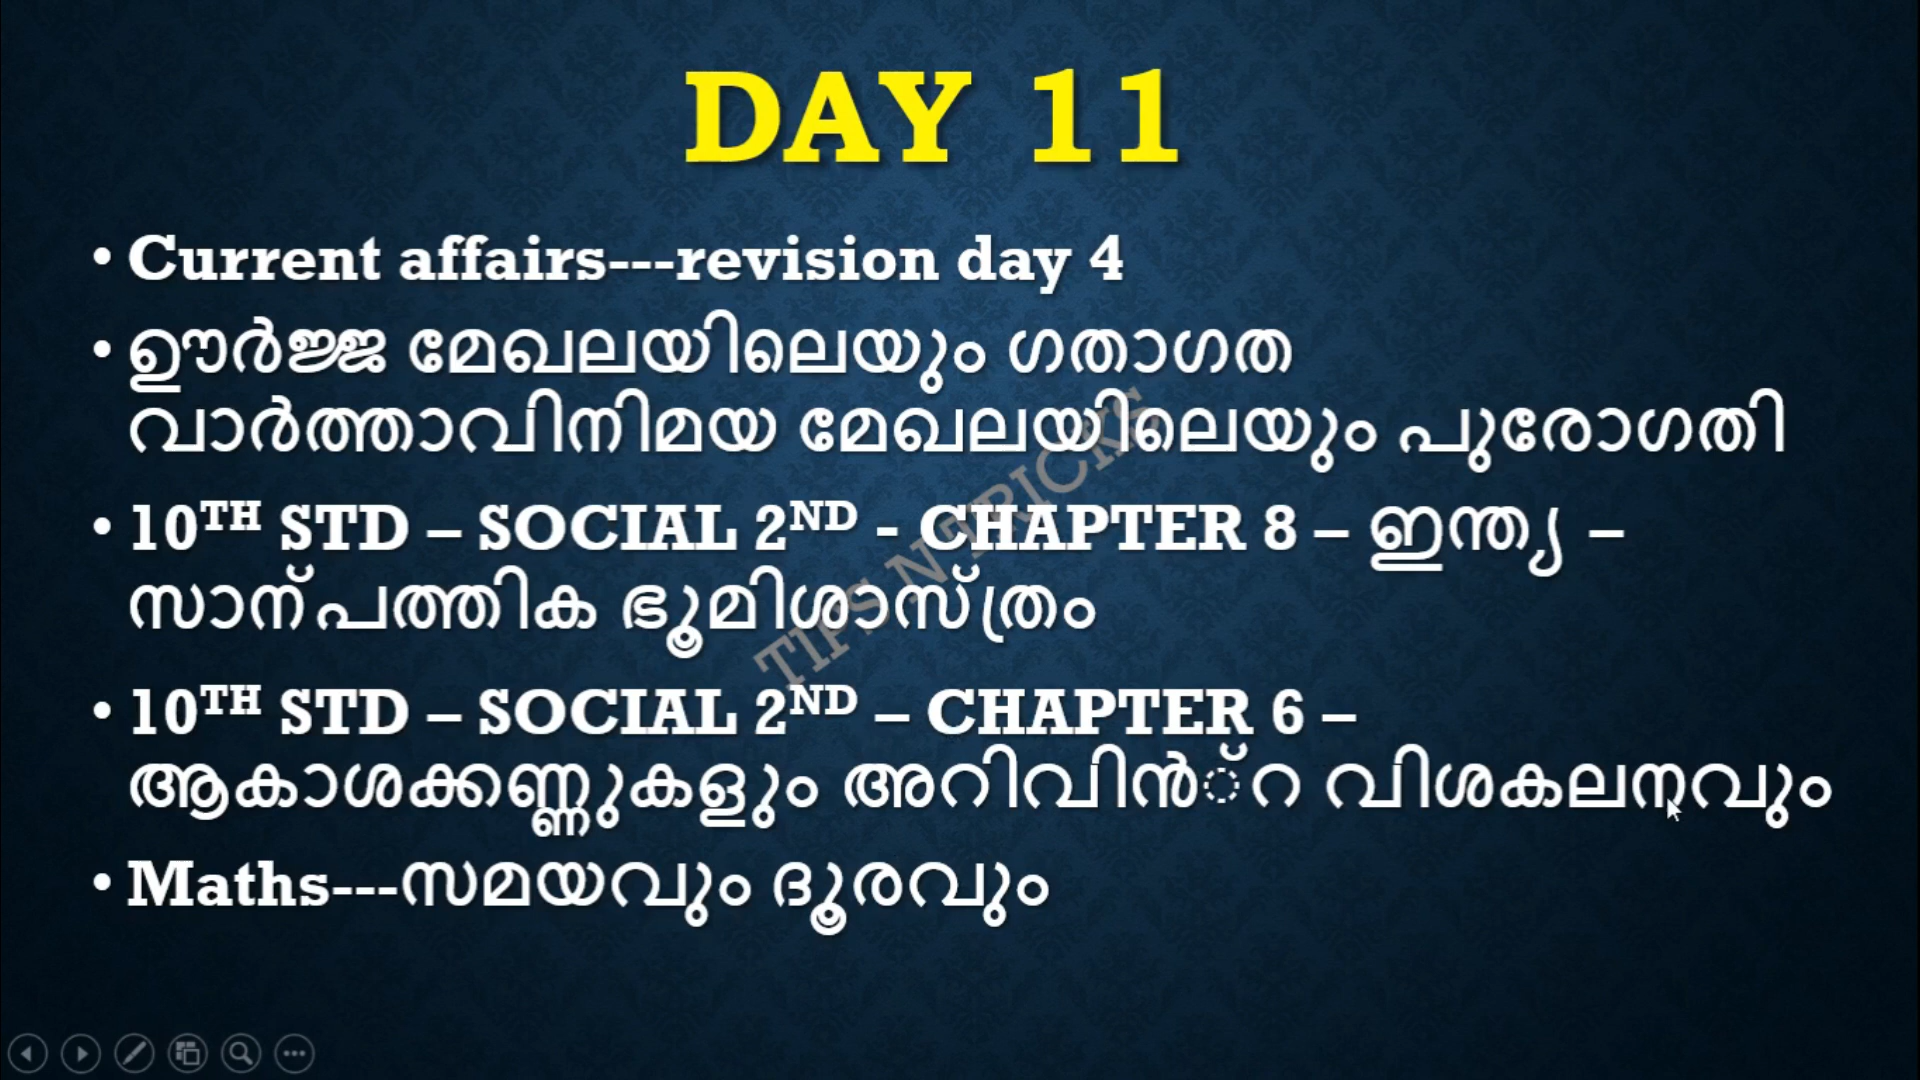 DAY 11
• Current affairs---revision day 4
• ഊർജ്ജ മേഖലയിലെയും ഗതാഗത
വാർത്താവിനിമയ മേഖലയിലെയും പുരോഗതി
• 10TH STD – SOCIAL 2ND - CHAPTER 8 – ഇന്ത്യ –
സാന്പത്തിക ഭൂമിശാസ്ത്രം
• 10TH STD – SOCIAL 2ND – CHAPTER 6 –
ആകാശക്കണ്ണുകളും അറിവിൻ്റ വിശകലനവും
• Maths---സമയവും ദൂരവും
TIPS N TRICKS